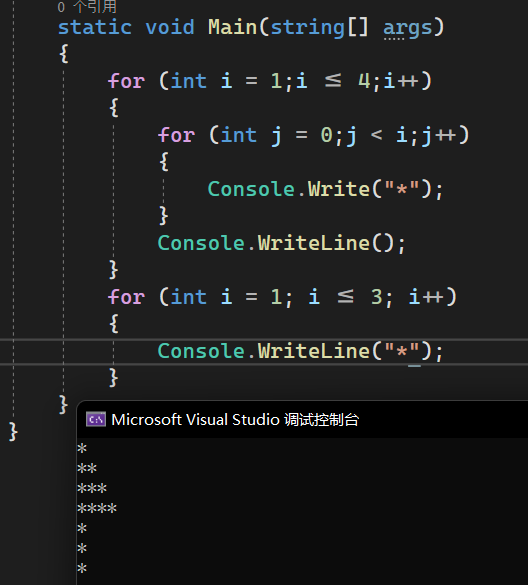 0 个引用
static void Main(string[] args)
{
for (int i = 1;i ≤ 4;i++)
{
for (int j = 0;j < i;j++)
{
Console.Write("*");
}
Console.WriteLine();
}
for (int i = 1; i ≤ 3; i++)
{
Console.WriteLine("*");
}
}
}
C:\ Microsoft Visual Studio 调试控制台
*
**
***
****
*
*
*